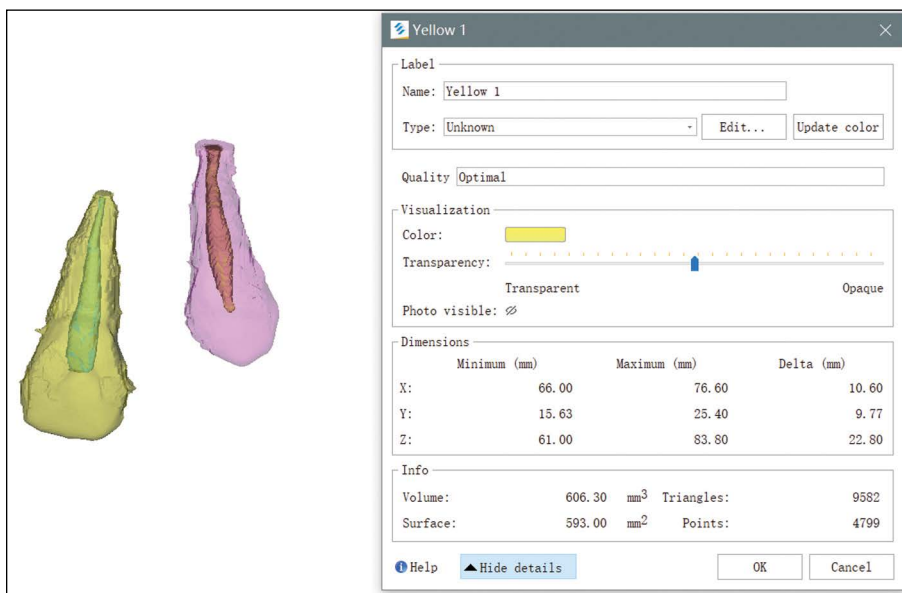 Yellow 1
Label
Name: Yellow 1
Type: Unknown Edit... Update color
Quality Optimal
Visualization
Color:
Transparency:
Transparent Opaque
Photo visible:
Dimensions
Minimum (mm) Maximum (mm) Delta (mm)
X: 66.00 76.60 10.60
Y: 15.63 25.40 9.77
Z: 61.00 83.80 22.80
Info
Volume: 606.30 mm³ Triangles: 9582
Surface: 593.00 mm² Points: 4799
Help Hide details OK Cancel